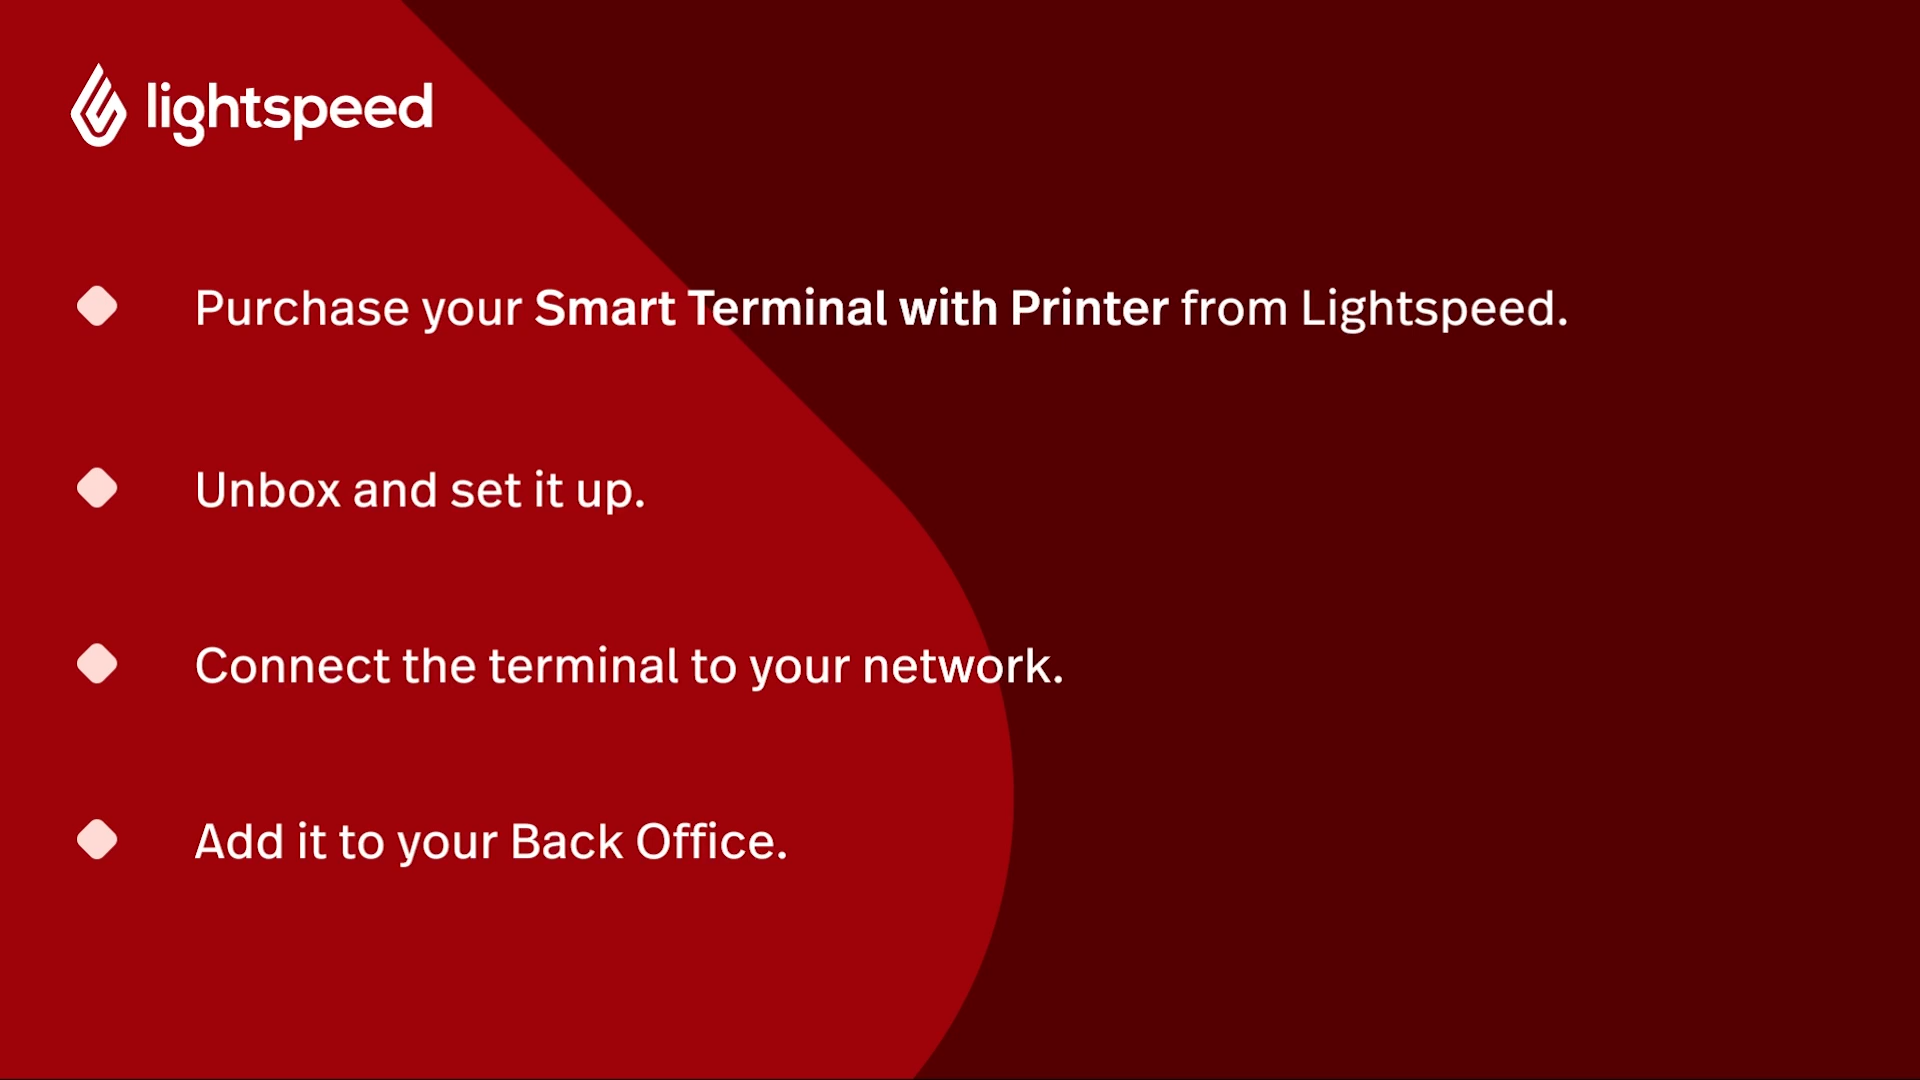 lightspeed
Purchase your Smart Terminal with Printer from Lightspeed.
Unbox and set it up.
Connect the terminal to your network.
Add it to your Back Office.